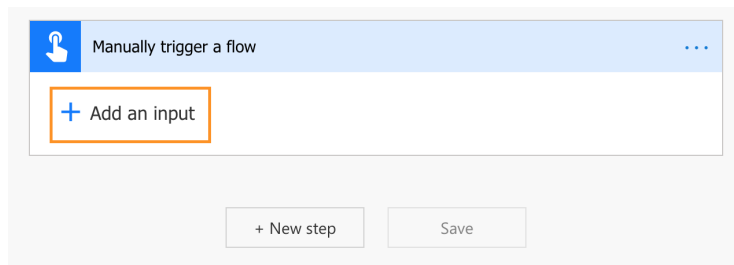 Manually trigger a flow
+ Add an input
+ New step
Save